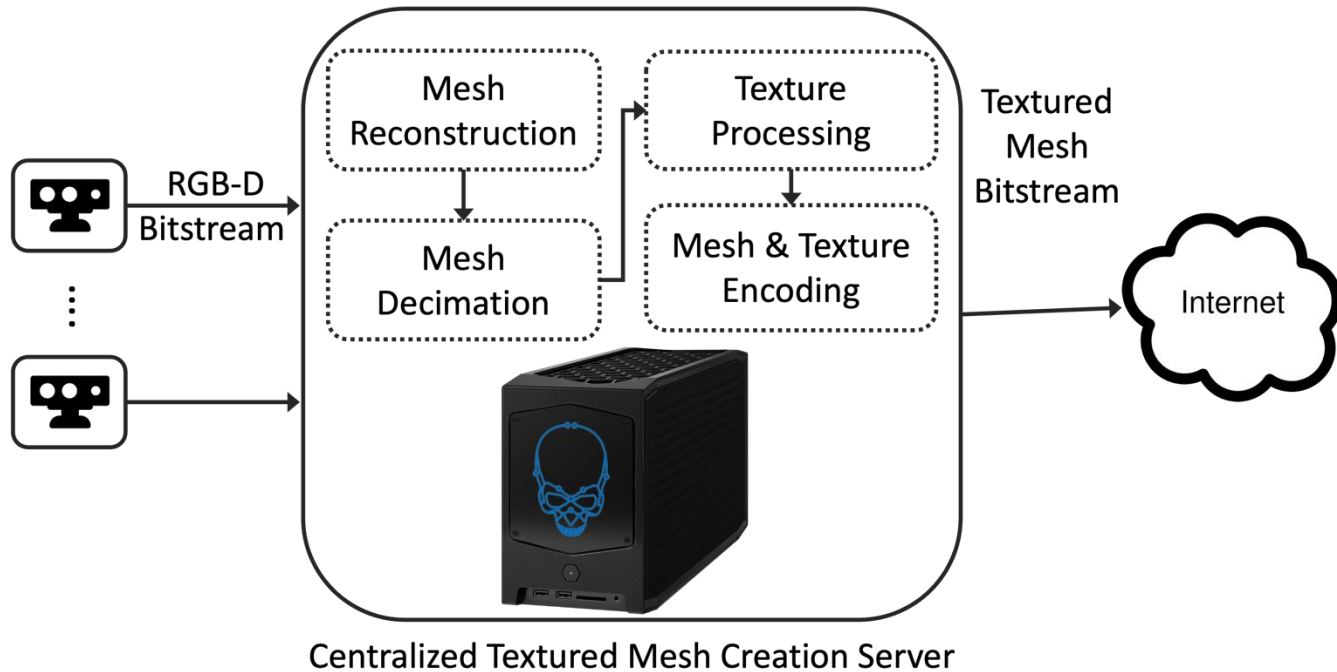 Mesh
Reconstruction
Texture
Processing
Textured
Mesh
Bitstream
RGB-D
Bitstream
Mesh
Decimation
Mesh & Texture
Encoding
Internet
Centralized Textured Mesh Creation Server